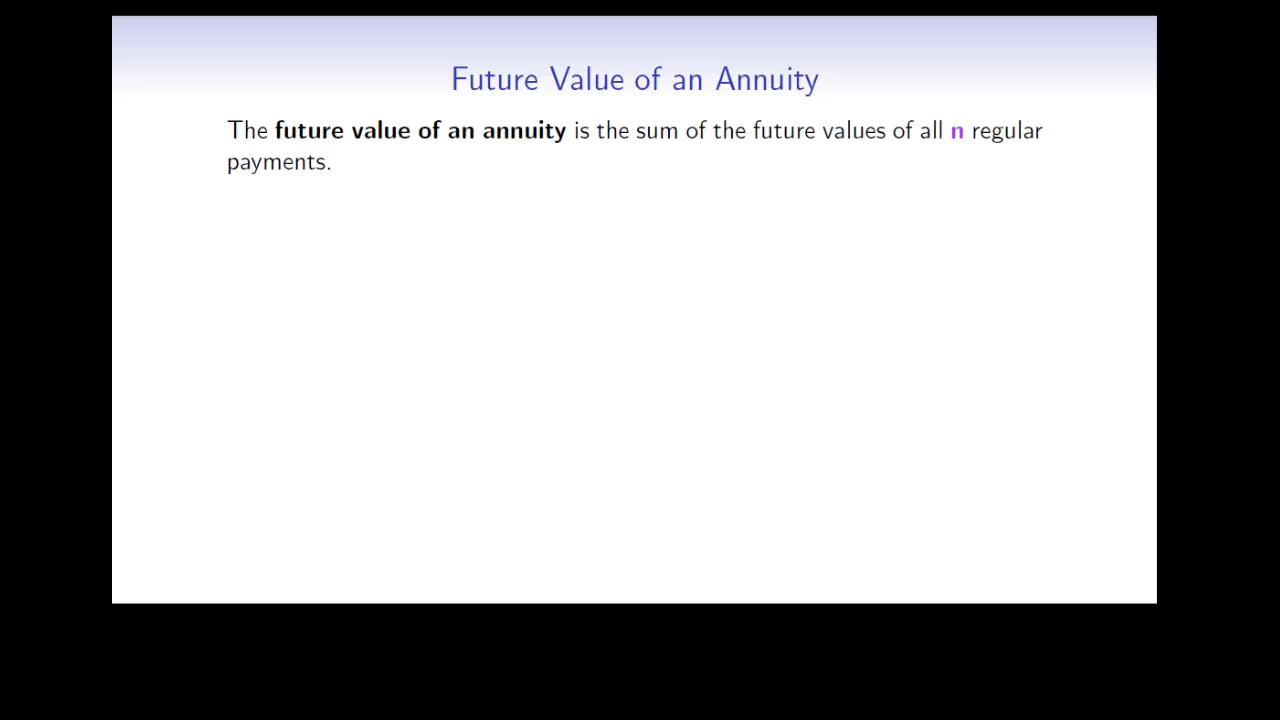 Future Value of an Annuity
The future value of an annuity is the sum of the future values of all n regular
payments.